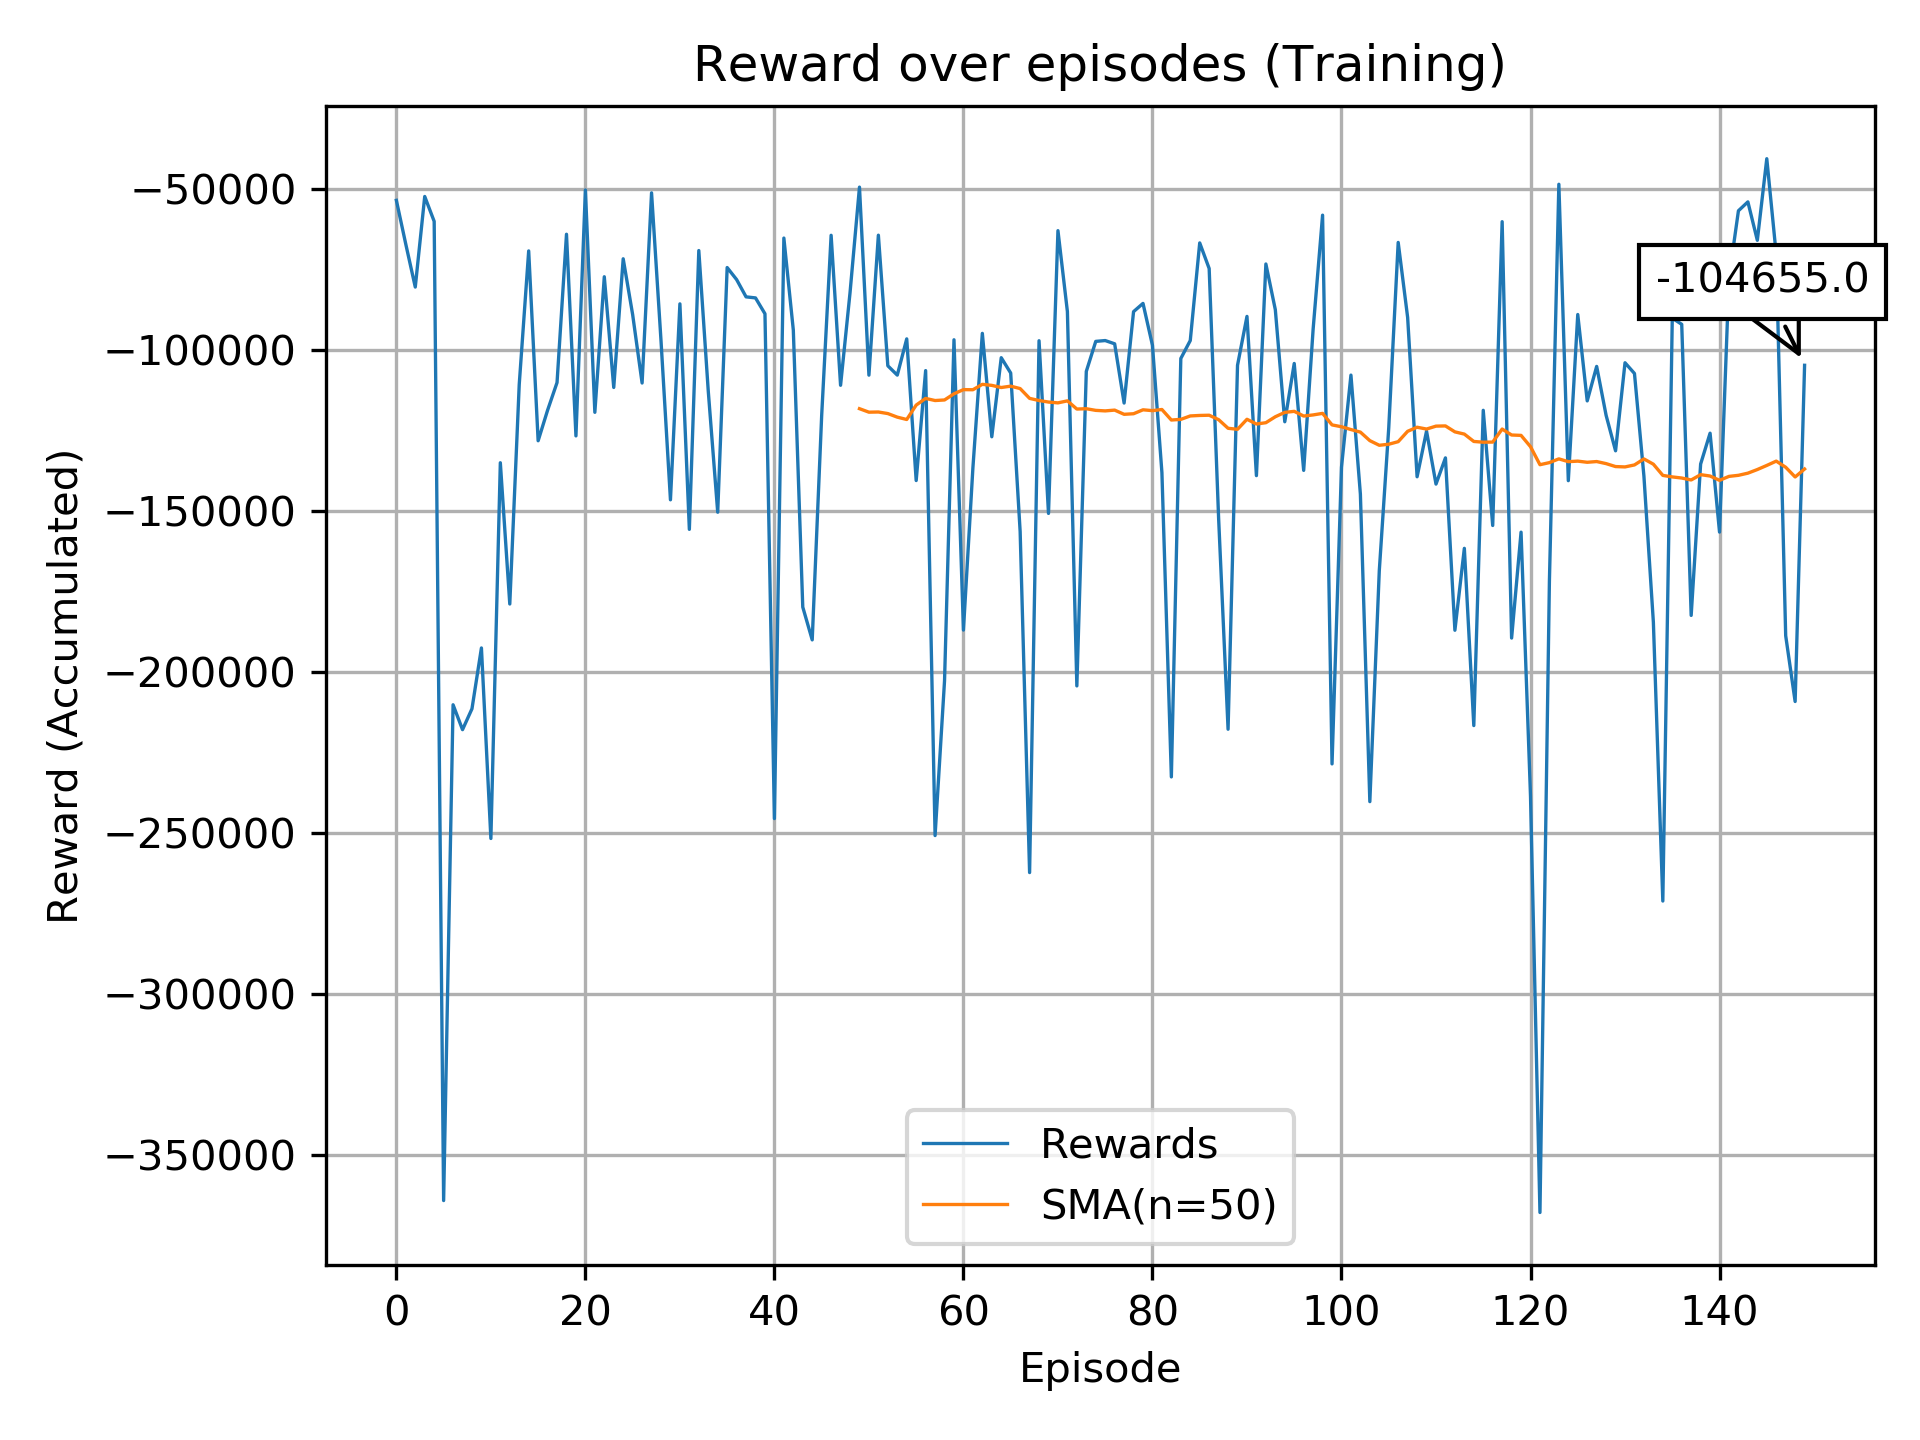 Reward over episodes (Training)
−50000
−100000
−150000
−200000
−250000
−300000
−350000
Reward (Accumulated)
-104655.0
Rewards
SMA(n=50)
0 20 40 60 80 100 120 140
Episode